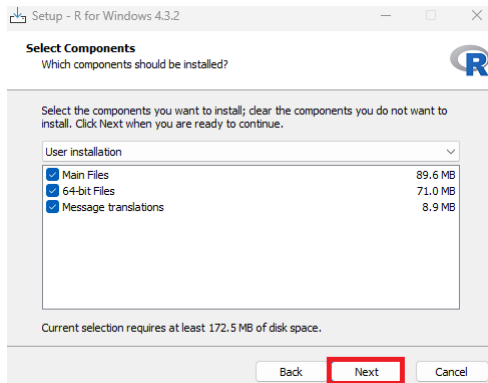 Setup - R for Windows 4.3.2
Select Components
Which components should be installed?
R
Select the components you want to install; clear the components you do not want to
install. Click Next when you are ready to continue.
User installation
Main Files 89.6 MB
64-bit Files 71.0 MB
Message translations 8.9 MB
Current selection requires at least 172.5 MB of disk space.
Back Next Cancel